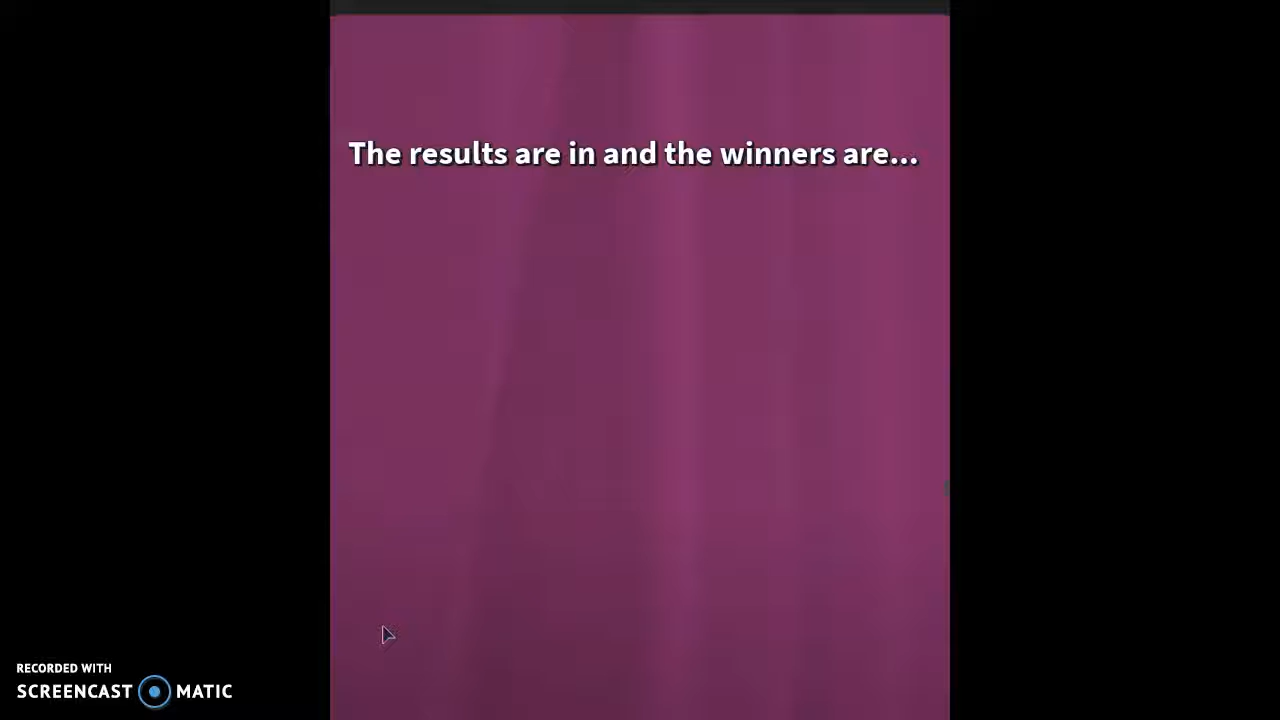 The results are in and the winners are...
RECORDED WITH
SCREENCAST MATIC